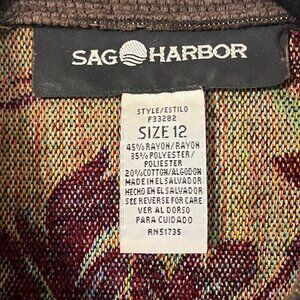 SAG HARBOR
STYLE/ESTILO
F33282
SIZE 12
45% RAYON/RAYON
35% POLYESTER/
POLIESTER
20% COTTON/ALGODON
MADE IN EL SALVADOR
HECHO EN EL SALVADOR
SEE REVERSE FOR CARE
VER AL DORSO
PARA CUIDADO
RN51735